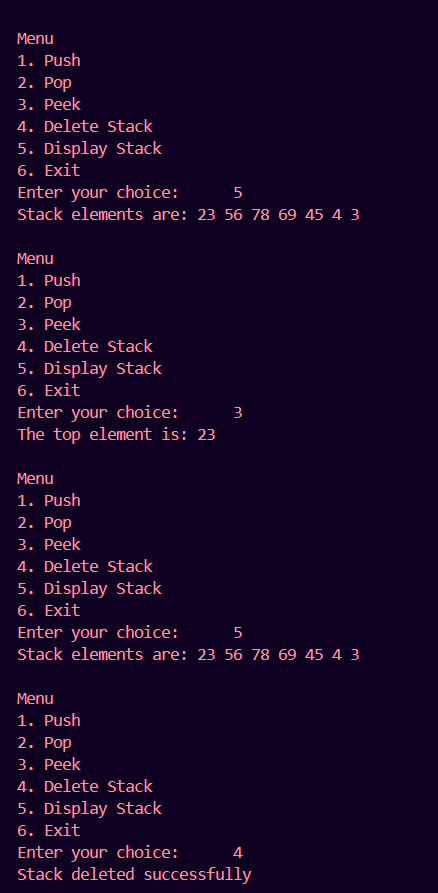 Menu
1. Push
2. Pop
3. Peek
4. Delete Stack
5. Display Stack
6. Exit
Enter your choice:      5
Stack elements are: 23 56 78 69 45 4 3

Menu
1. Push
2. Pop
3. Peek
4. Delete Stack
5. Display Stack
6. Exit
Enter your choice:      3
The top element is: 23

Menu
1. Push
2. Pop
3. Peek
4. Delete Stack
5. Display Stack
6. Exit
Enter your choice:      5
Stack elements are: 23 56 78 69 45 4 3

Menu
1. Push
2. Pop
3. Peek
4. Delete Stack
5. Display Stack
6. Exit
Enter your choice:      4
Stack deleted successfully